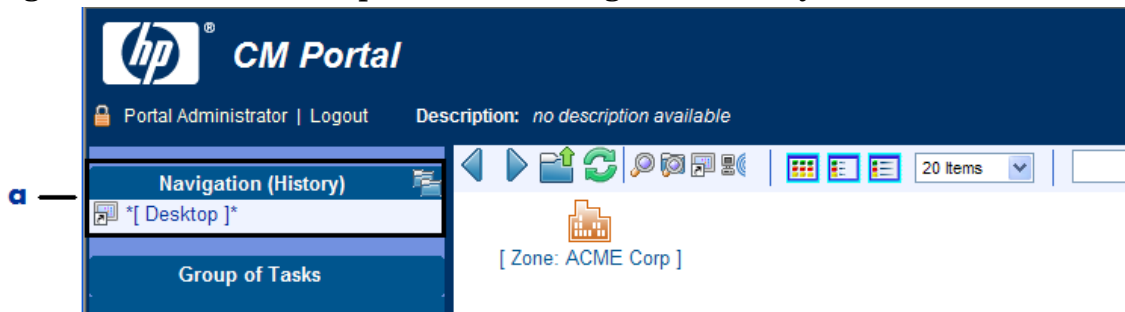 hp ® CM Portal
Portal Administrator | Logout Description: no description available
Navigation (History)
20 Items
a
*[ Desktop ]*
[ Zone: ACME Corp ]
Group of Tasks